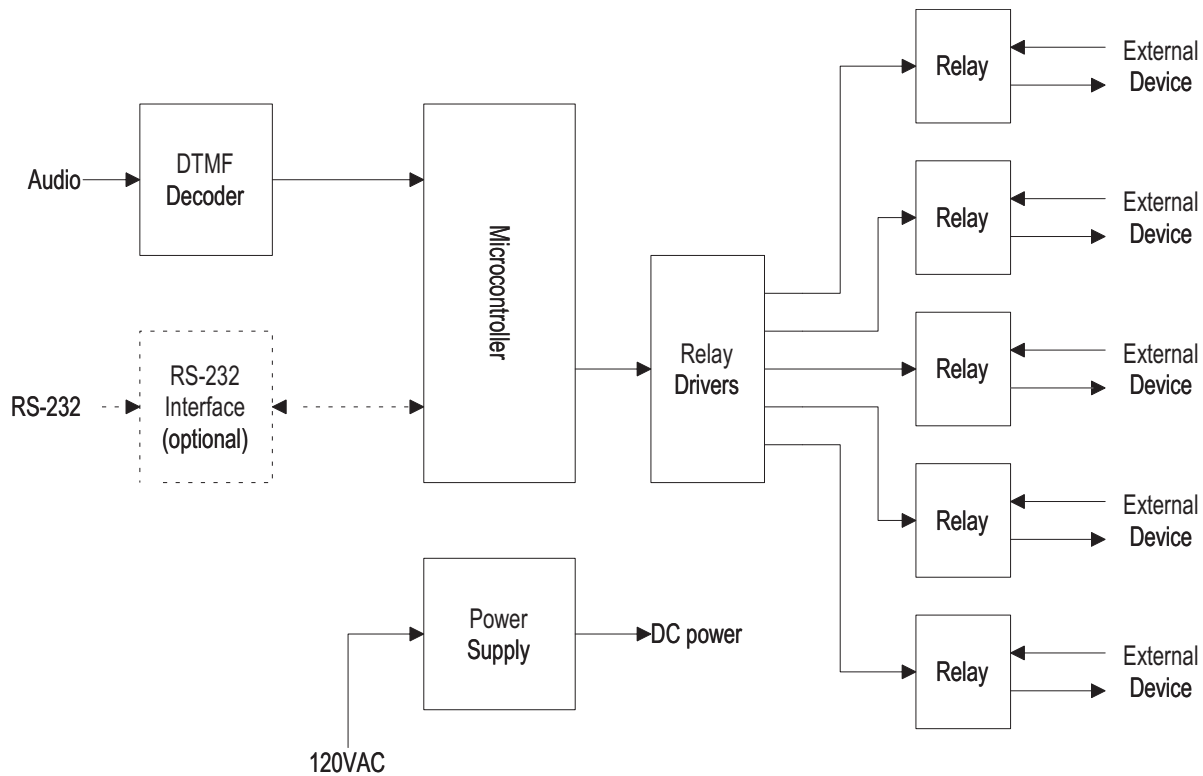 Audio
DTMF
Decoder
RS-232
RS-232
Interface
(optional)
Microcontroller
Relay
Drivers
Power
Supply
DC power
120VAC
Relay
External
Device
Relay
External
Device
Relay
External
Device
Relay
External
Device
Relay
External
Device